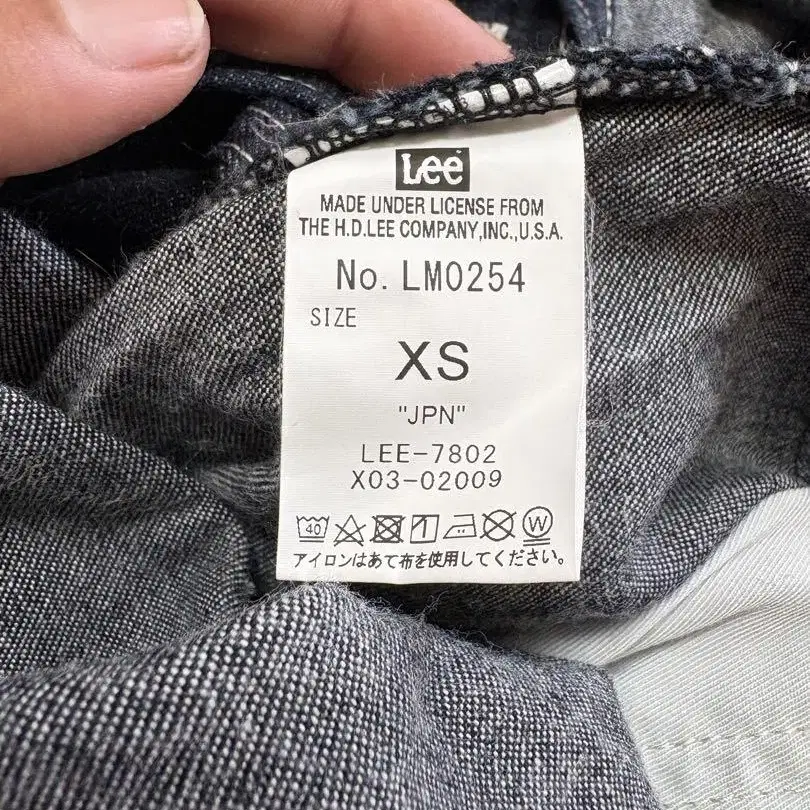 Lee
MADE UNDER LICENSE FROM
THE H.D.LEE COMPANY,INC.,U.S.A.
No. LM0254
SIZE
XS
"JPN"
LEE-7802
X03-02009
40 W
アイロンはあて布を使用してください。